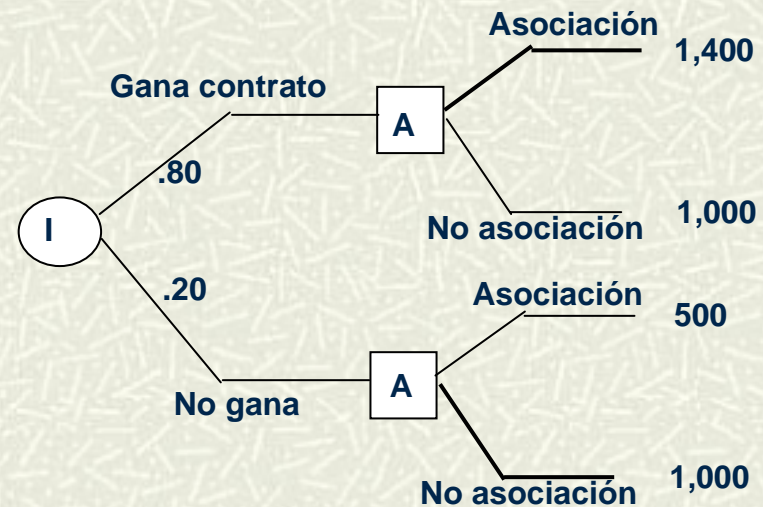 Asociación
1,400
Gana contrato
A
.80
I
No asociación
1,000
.20
Asociación
500
A
No gana
No asociación
1,000